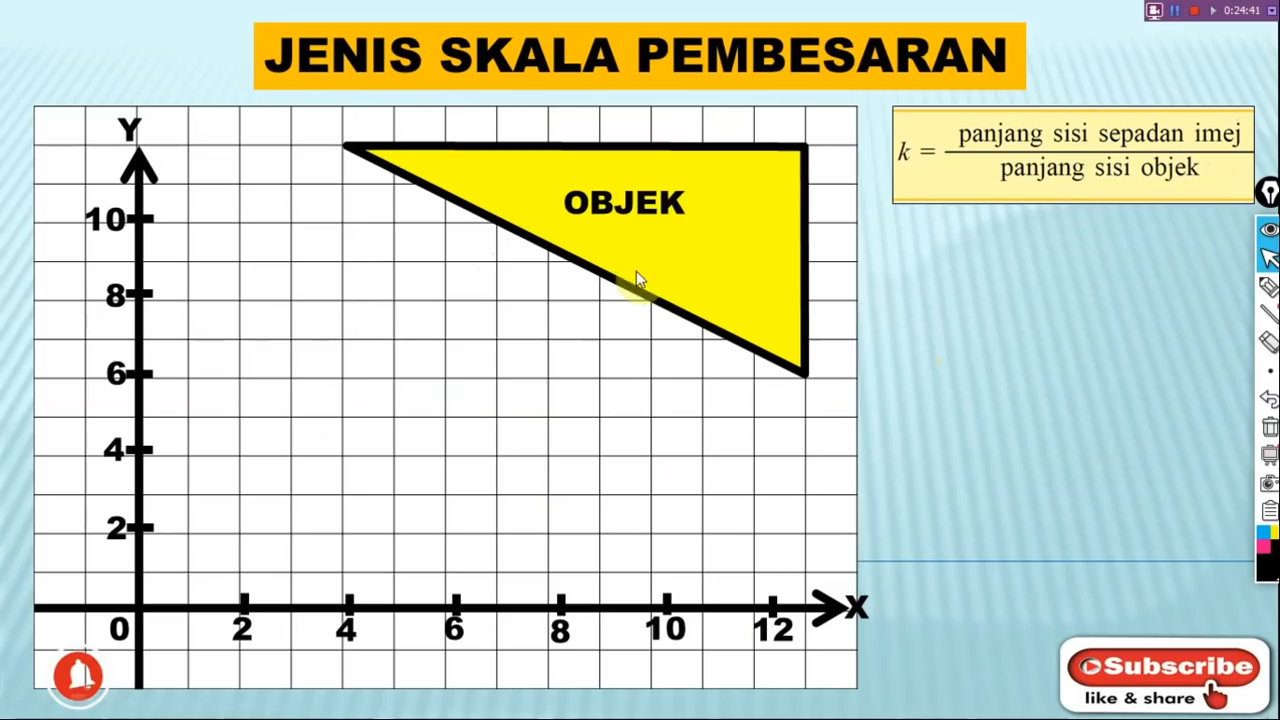 0:24:41
JENIS SKALA PEMBESARAN
Y
k = panjang sisi sepadan imej
panjang sisi objek
OBJEK
10
8
6
4
2
X
0 2 4 6 8 10 12
Subscribe
like & share